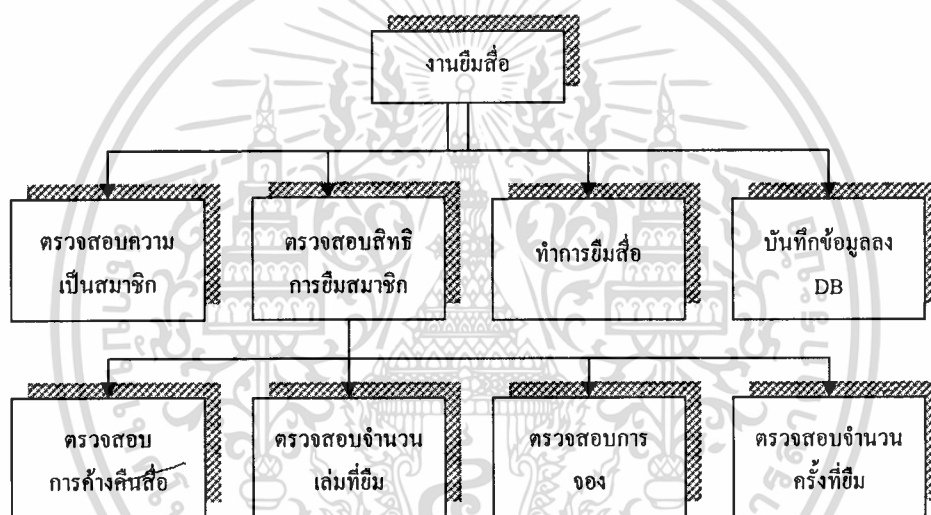 งานยืมสื่อ
ตรวจสอบความ
เป็นสมาชิก
ตรวจสอบสิทธิ
การยืมสมาชิก
ทำการยืมสื่อ
บันทึกข้อมูลลง
DB
ตรวจสอบ
การค้างคืนสื่อ
ตรวจสอบจำนวน
เล่มที่ยืม
ตรวจสอบการ
จอง
ตรวจสอบจำนวน
ครั้งที่ยืม